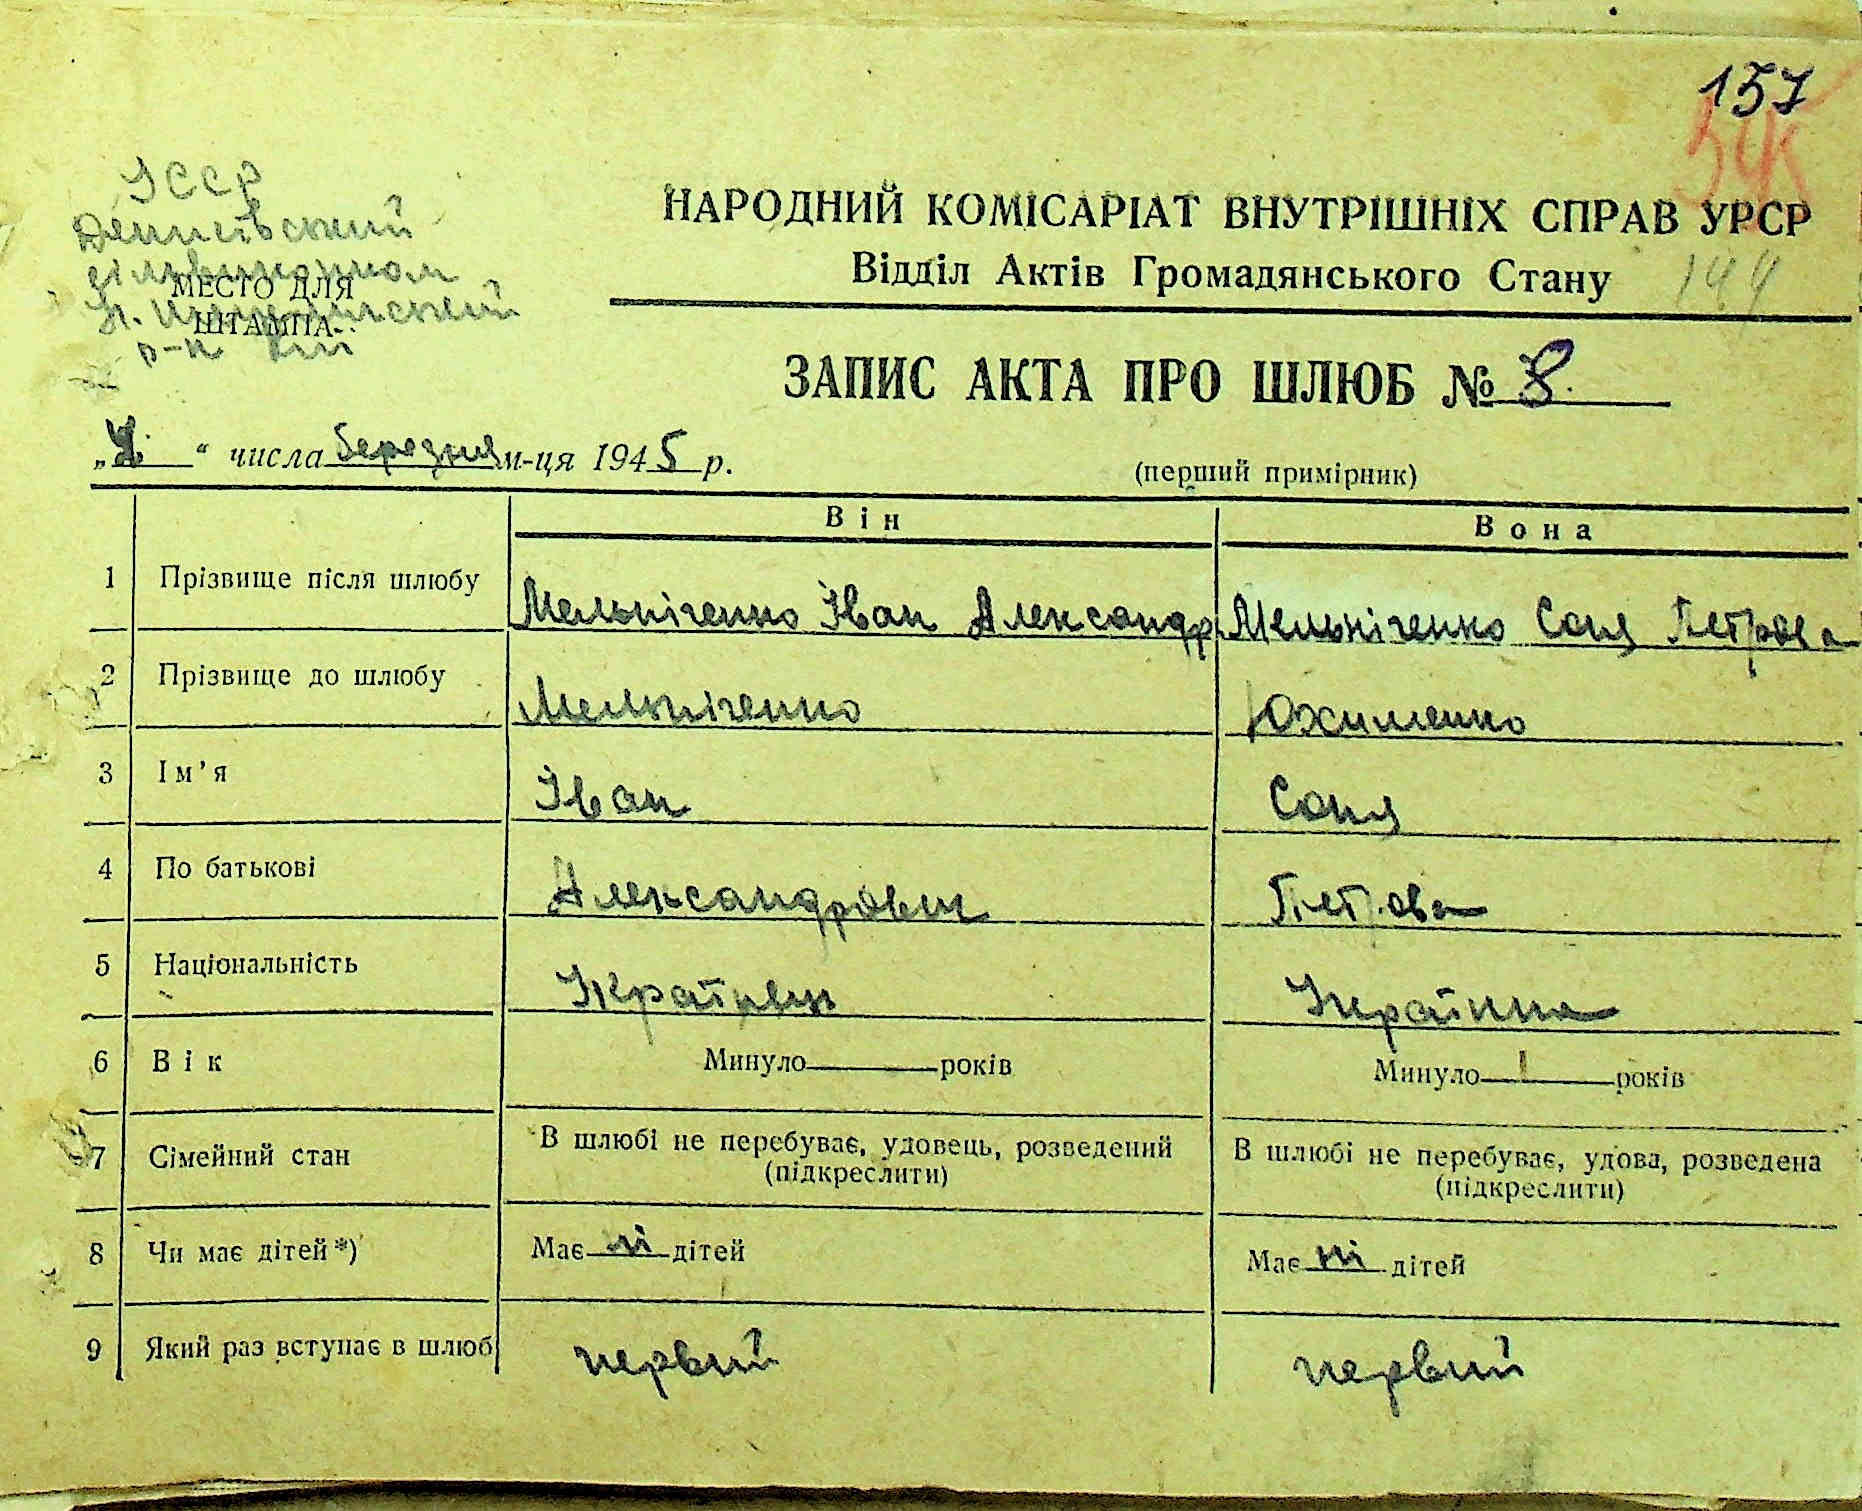 157
УССР
МЕСТО ДЛЯ
ШТАМПА
р-н
НАРОДНИЙ КОМІСАРІАТ ВНУТРІШНІХ СПРАВ УРСР
Відділ Актів Громадянського Стану
144
ЗАПИС АКТА ПРО ШЛЮБ № 8.
" " числа березня м-ця 1945 р.
(перший примірник)
Він Вона
1 Прізвище після шлюбу Мельніченко Іван Александр Мельніченко Соня Петрова
2 Прізвище до шлюбу Мельніченко Юхименко
3 Ім'я Іван Соня
4 По батькові Александрович Петрова
5 Національність Українець Українка
6 Вік Минуло років Минуло років
7 Сімейний стан В шлюбі не перебуває, удовець, розведений В шлюбі не перебуває, удова, розведена
(підкреслити) (підкреслити)
8 Чи має дітей*) Має ні дітей Має ні дітей
9 Який раз вступає в шлюб первий первий